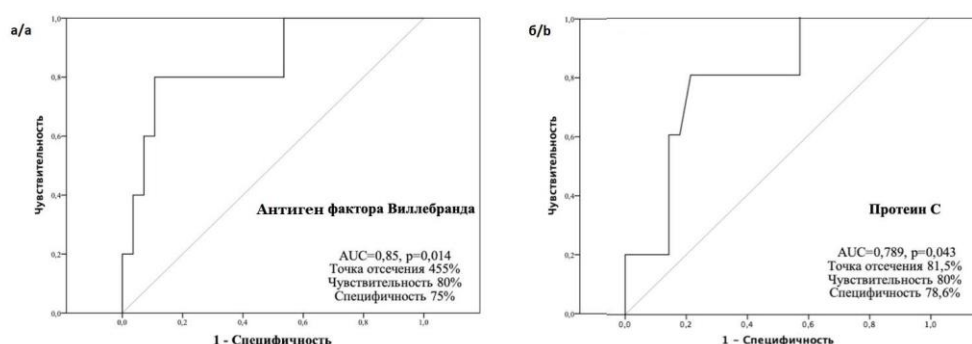 а/a
1,0
0,8
0,6
0,4
0,2
0,0
Чувствительность
Антиген фактора Виллебранда
AUC=0,85, p=0,014
Точка отсечения 455%
Чувствительность 80%
Специфичность 75%
0,0 0,2 0,4 0,6 0,8 1,0
1 - Специфичность
б/b
1,0
0,8
0,6
0,4
0,2
0,0
Чувствительность
Протеин С
AUC=0,789, p=0,043
Точка отсечения 81,5%
Чувствительность 80%
Специфичность 78,6%
0,0 0,2 0,4 0,6 0,8 1,0
1 – Специфичность